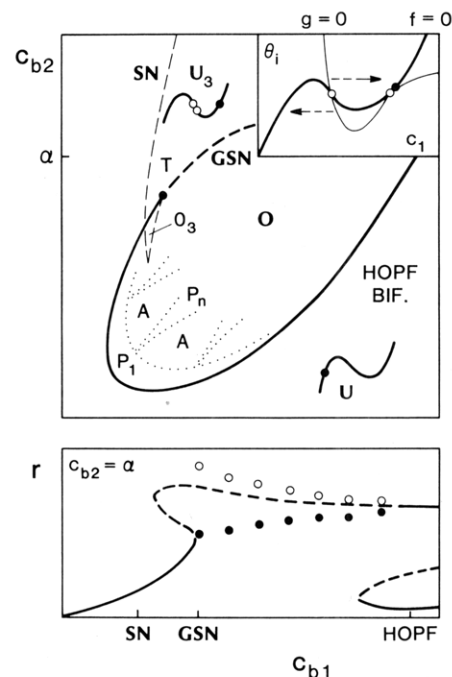 g = 0
f = 0
c_b2
SN
U_3
θ_i
c_1
α
GSN
T
O_3
O
HOPF
BIF.
A
P_n
A
P_1
U
r
c_b2 = α
SN
GSN
HOPF
c_b1